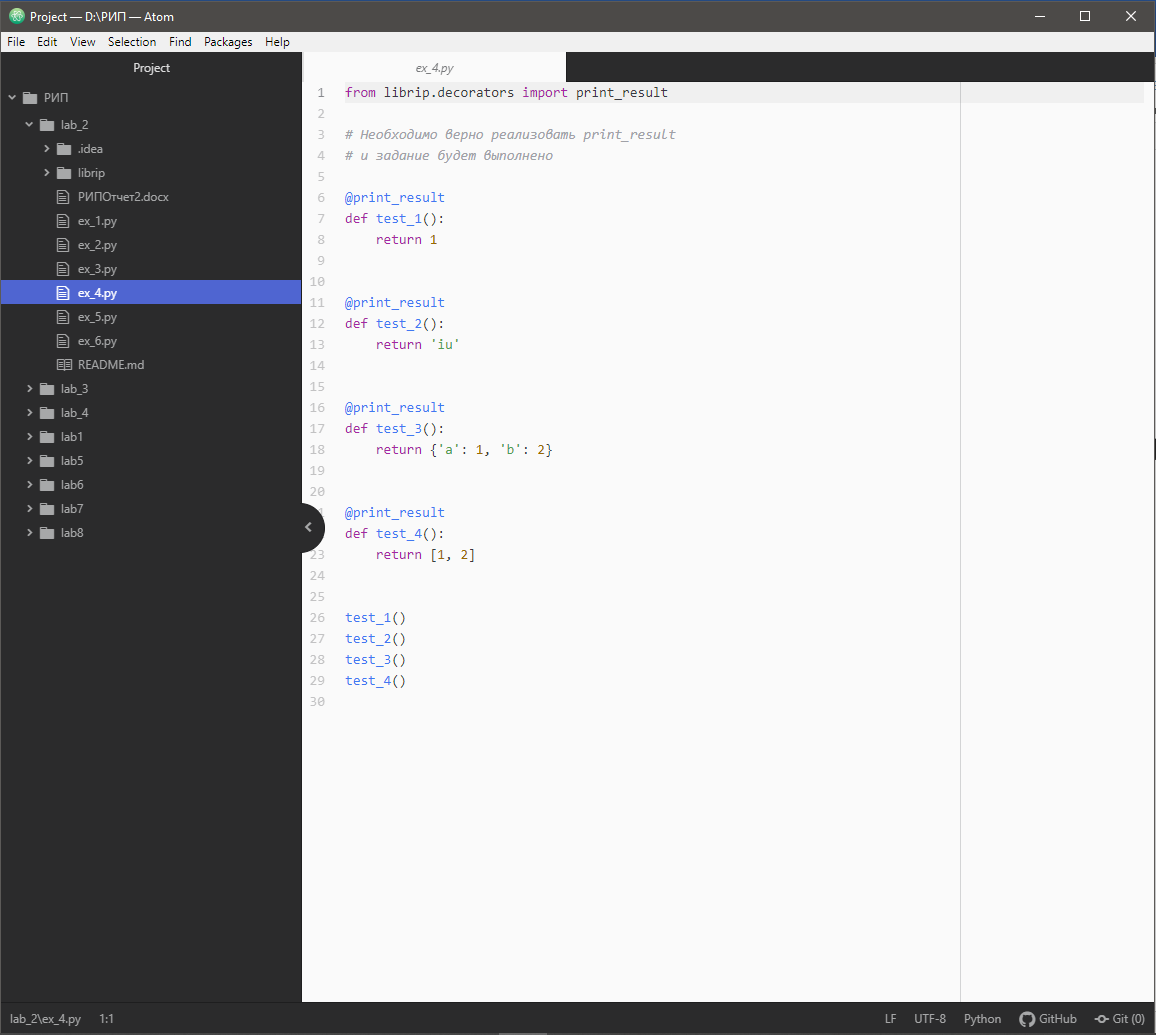 Project — D:\РИП — Atom
File Edit View Selection Find Packages Help
Project
РИП
lab_2
.idea
librip
РИПОтчет2.docx
ex_1.py
ex_2.py
ex_3.py
ex_4.py
ex_5.py
ex_6.py
README.md
lab_3
lab_4
lab1
lab5
lab6
lab7
lab8
ex_4.py
1 from librip.decorators import print_result
2
3 # Необходимо верно реализовать print_result
4 # и задание будет выполнено
5
6 @print_result
7 def test_1():
8     return 1
9
10
11 @print_result
12 def test_2():
13     return 'iu'
14
15
16 @print_result
17 def test_3():
18     return {'a': 1, 'b': 2}
19
20
@print_result
def test_4():
23     return [1, 2]
24
25
26 test_1()
27 test_2()
28 test_3()
29 test_4()
30
lab_2\ex_4.py 1:1 LF UTF-8 Python GitHub Git (0)